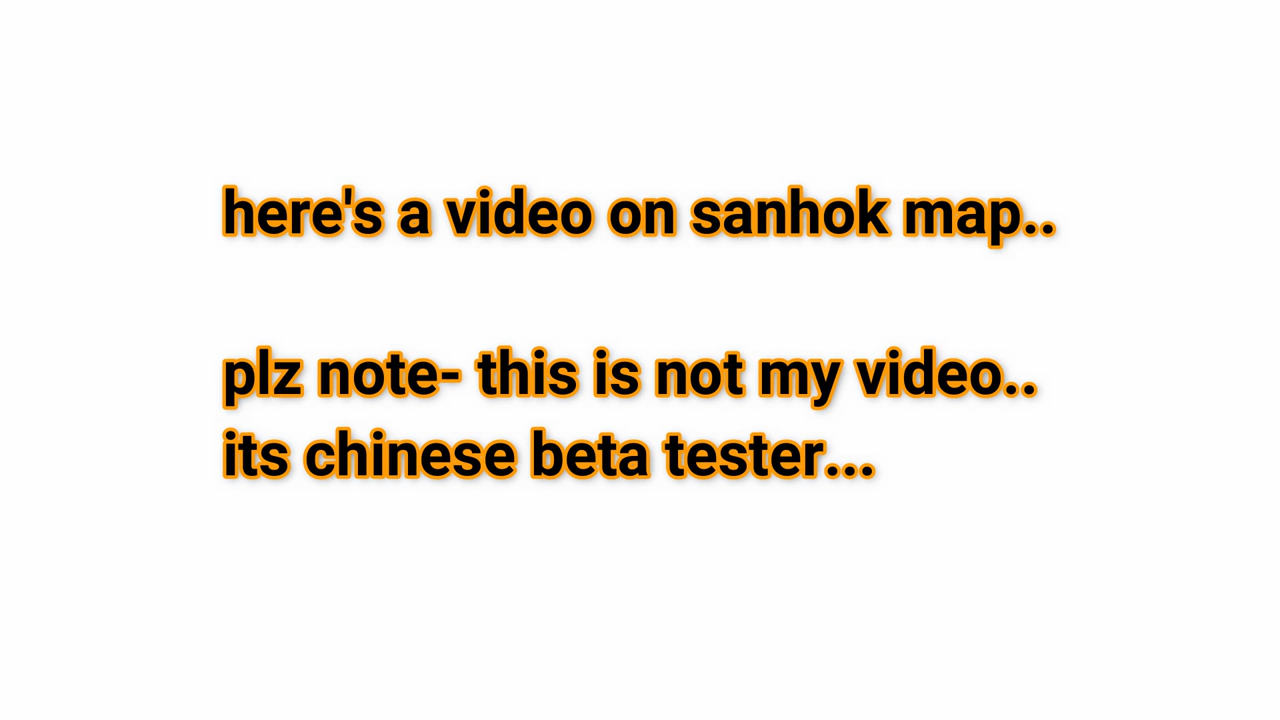 here's a video on sanhok map..
plz note- this is not my video..
its chinese beta tester...